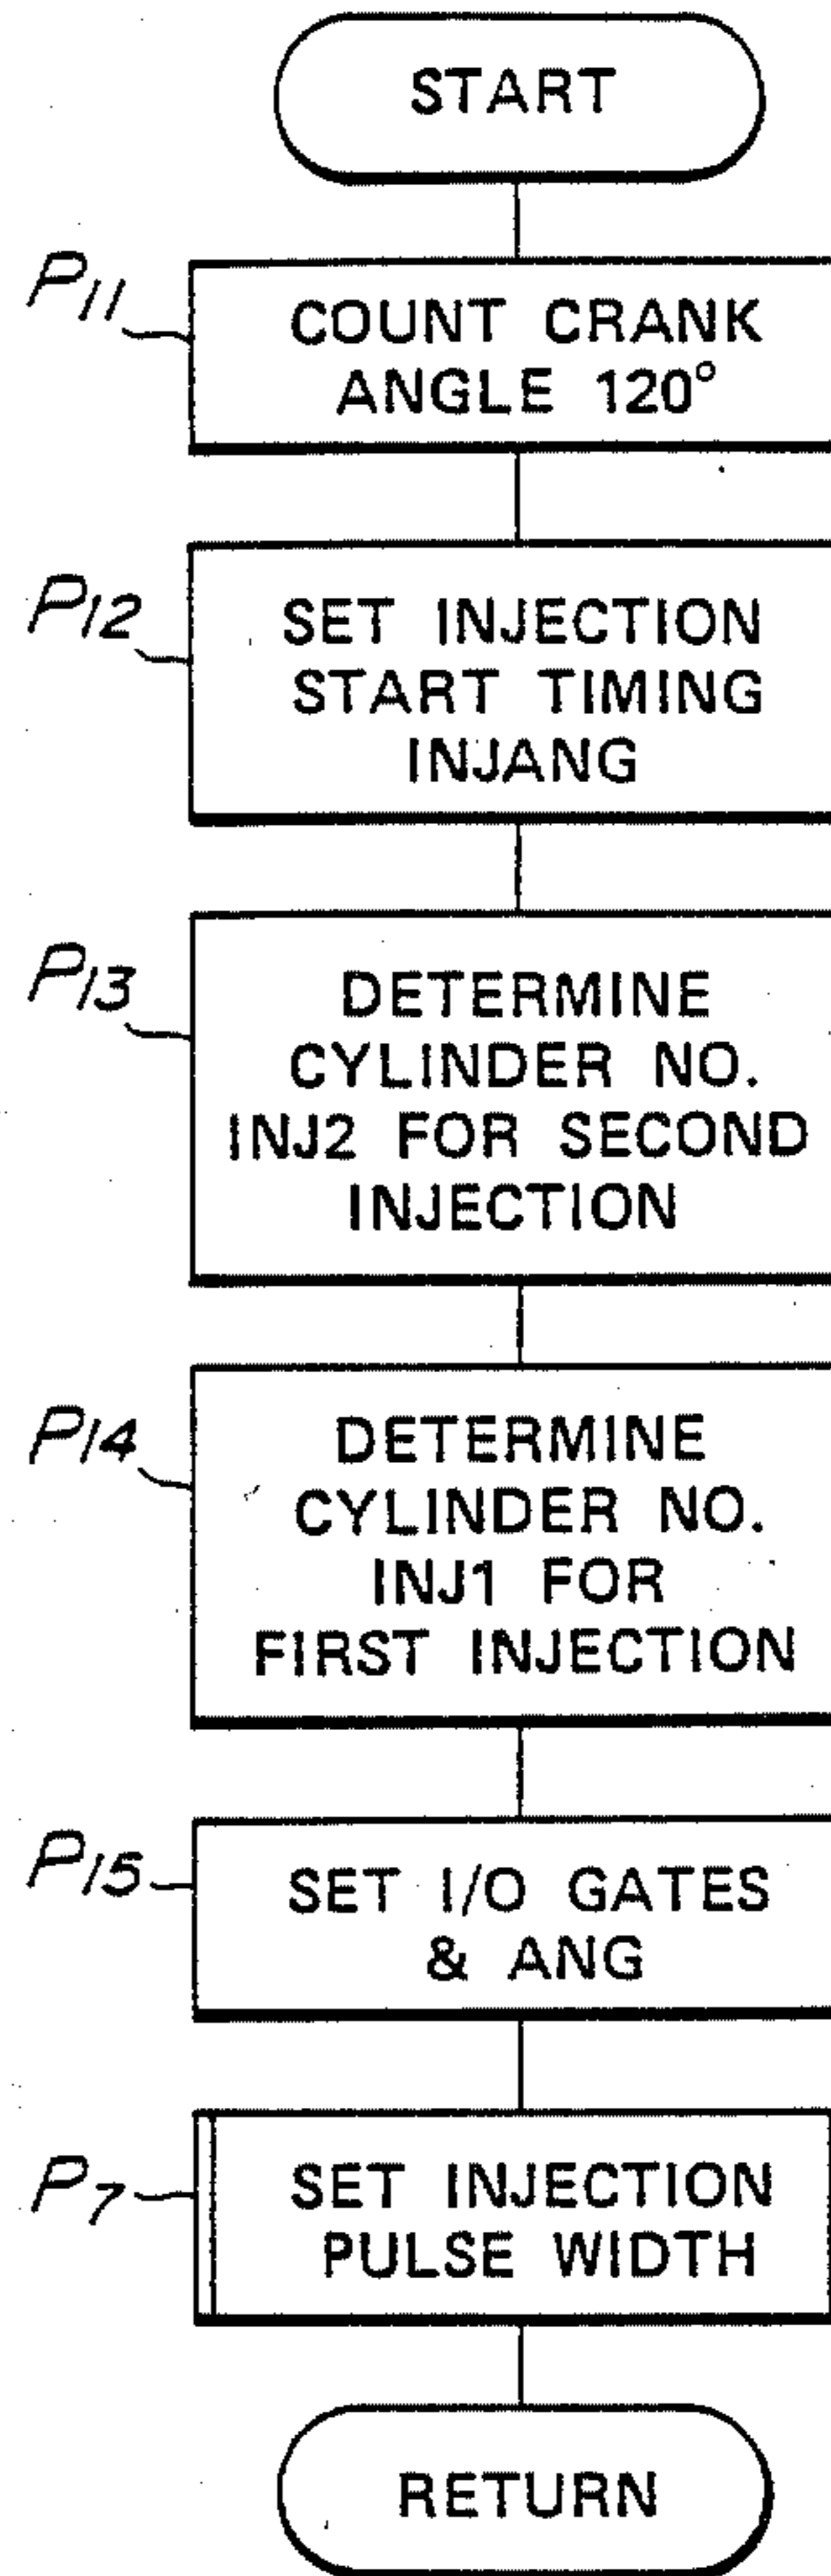 START
P11
COUNT CRANK
ANGLE 120°
P12
SET INJECTION
START TIMING
INJANG
P13
DETERMINE
CYLINDER NO.
INJ2 FOR SECOND
INJECTION
P14
DETERMINE
CYLINDER NO.
INJ1 FOR
FIRST INJECTION
P15
SET I/O GATES
& ANG
P7
SET INJECTION
PULSE WIDTH
RETURN